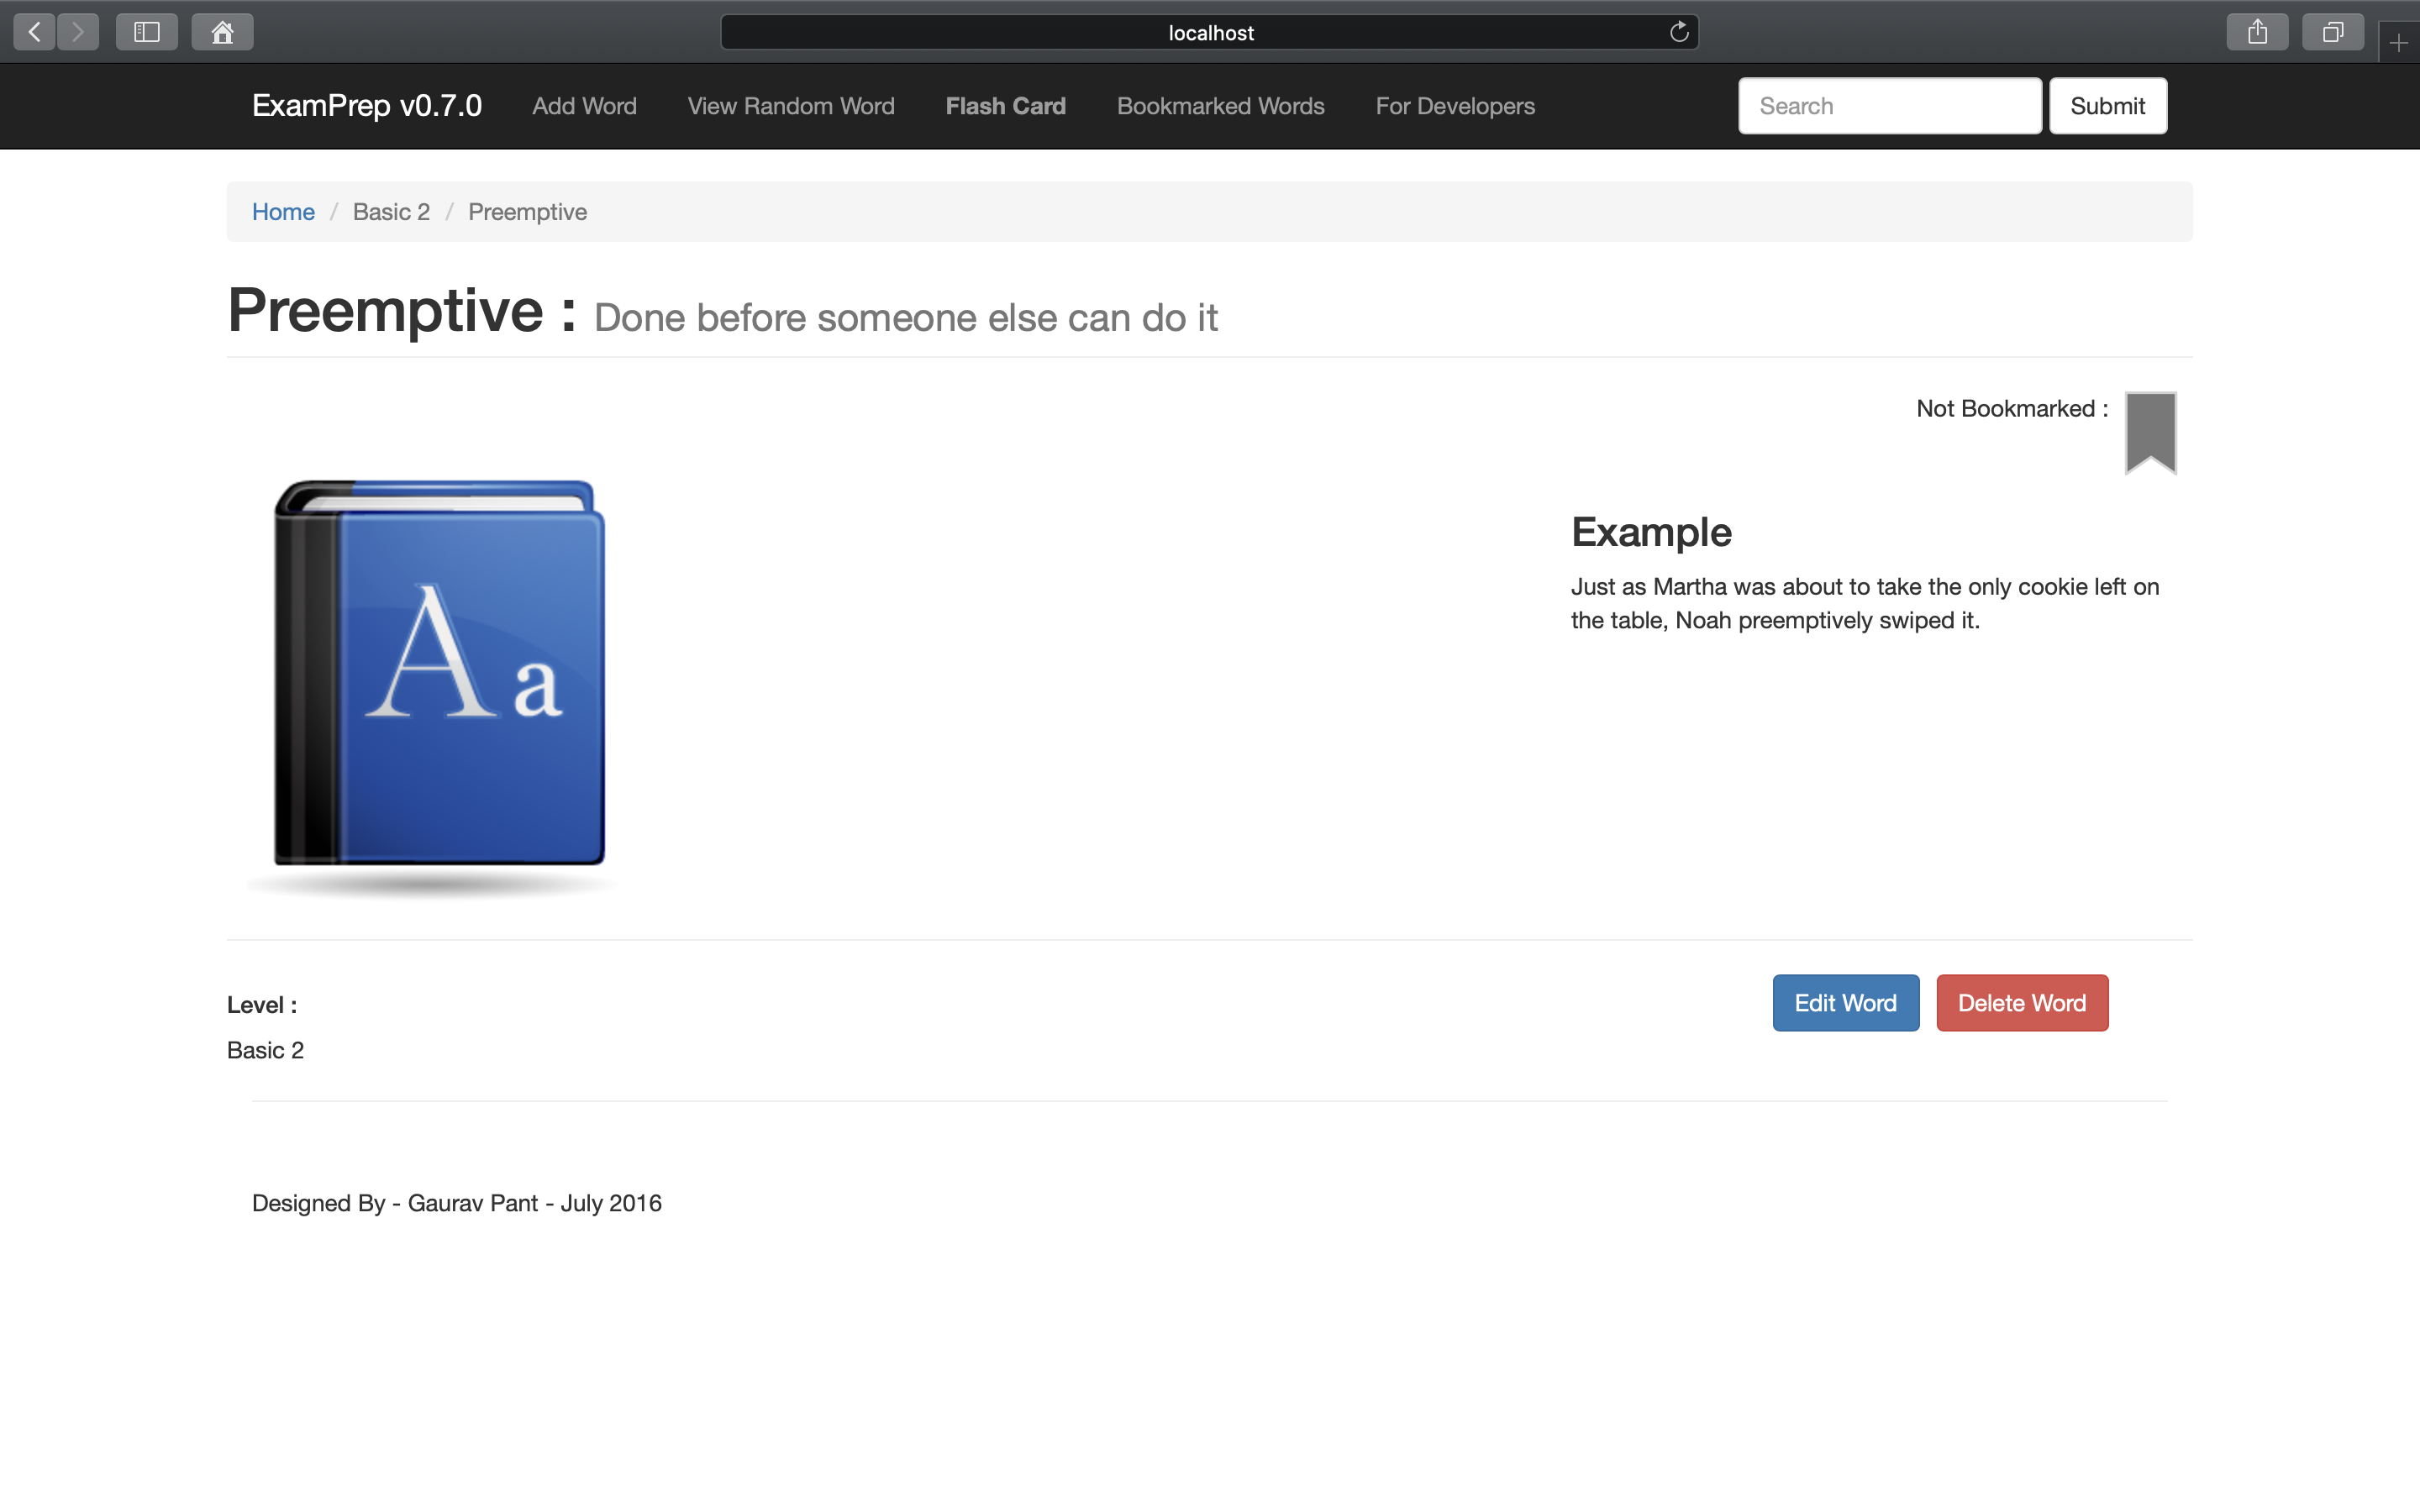 localhost
ExamPrep v0.7.0 Add Word View Random Word Flash Card Bookmarked Words For Developers Search Submit
Home / Basic 2 / Preemptive
Preemptive : Done before someone else can do it
Not Bookmarked :
Aa
Example
Just as Martha was about to take the only cookie left on
the table, Noah preemptively swiped it.
Edit Word Delete Word
Level :
Basic 2
Designed By - Gaurav Pant - July 2016